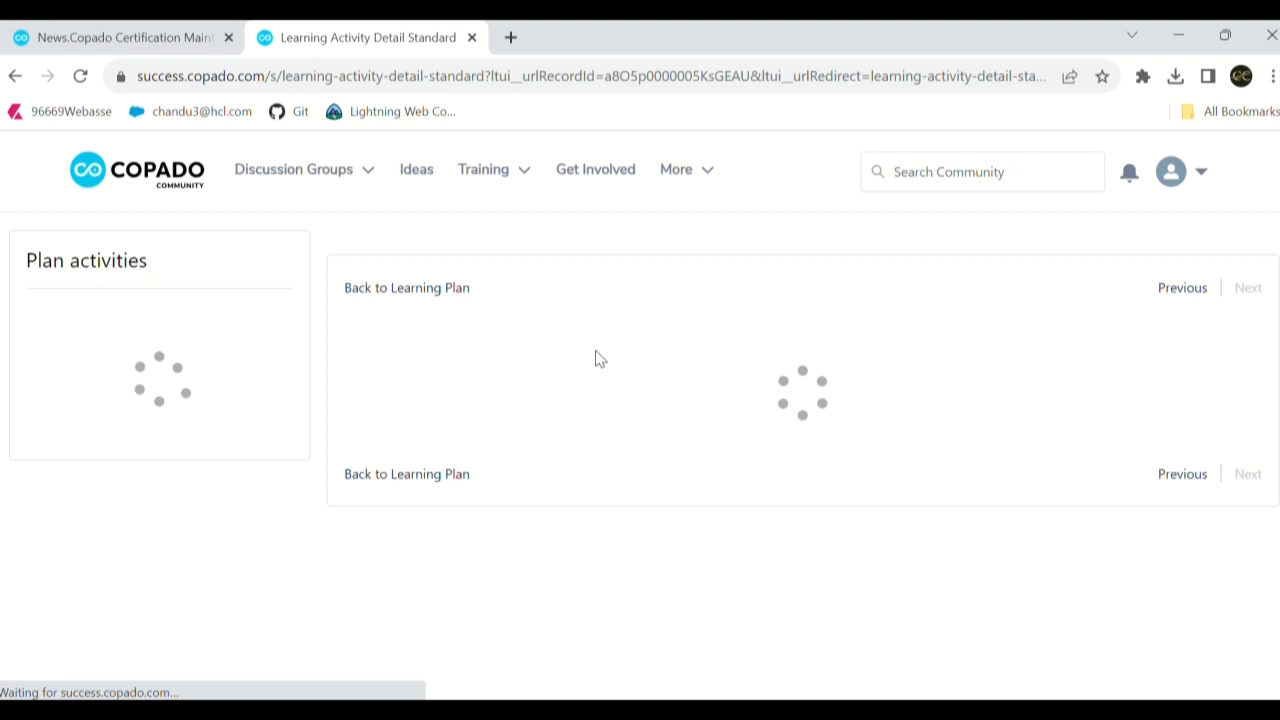 News.Copado Certification Maint
Learning Activity Detail Standard
success.copado.com/s/learning-activity-detail-standard?ltui__urlRecordId=a8O5p0000005KsGEAU&ltui__urlRedirect=learning-activity-detail-sta...
96669Webasse
chandu3@hcl.com
Git
Lightning Web Co...
All Bookmarks
COPADO
COMMUNITY
Discussion Groups
Ideas
Training
Get Involved
More
Search Community
Plan activities
Back to Learning Plan
Previous
Next
Back to Learning Plan
Previous
Next
Waiting for success.copado.com...